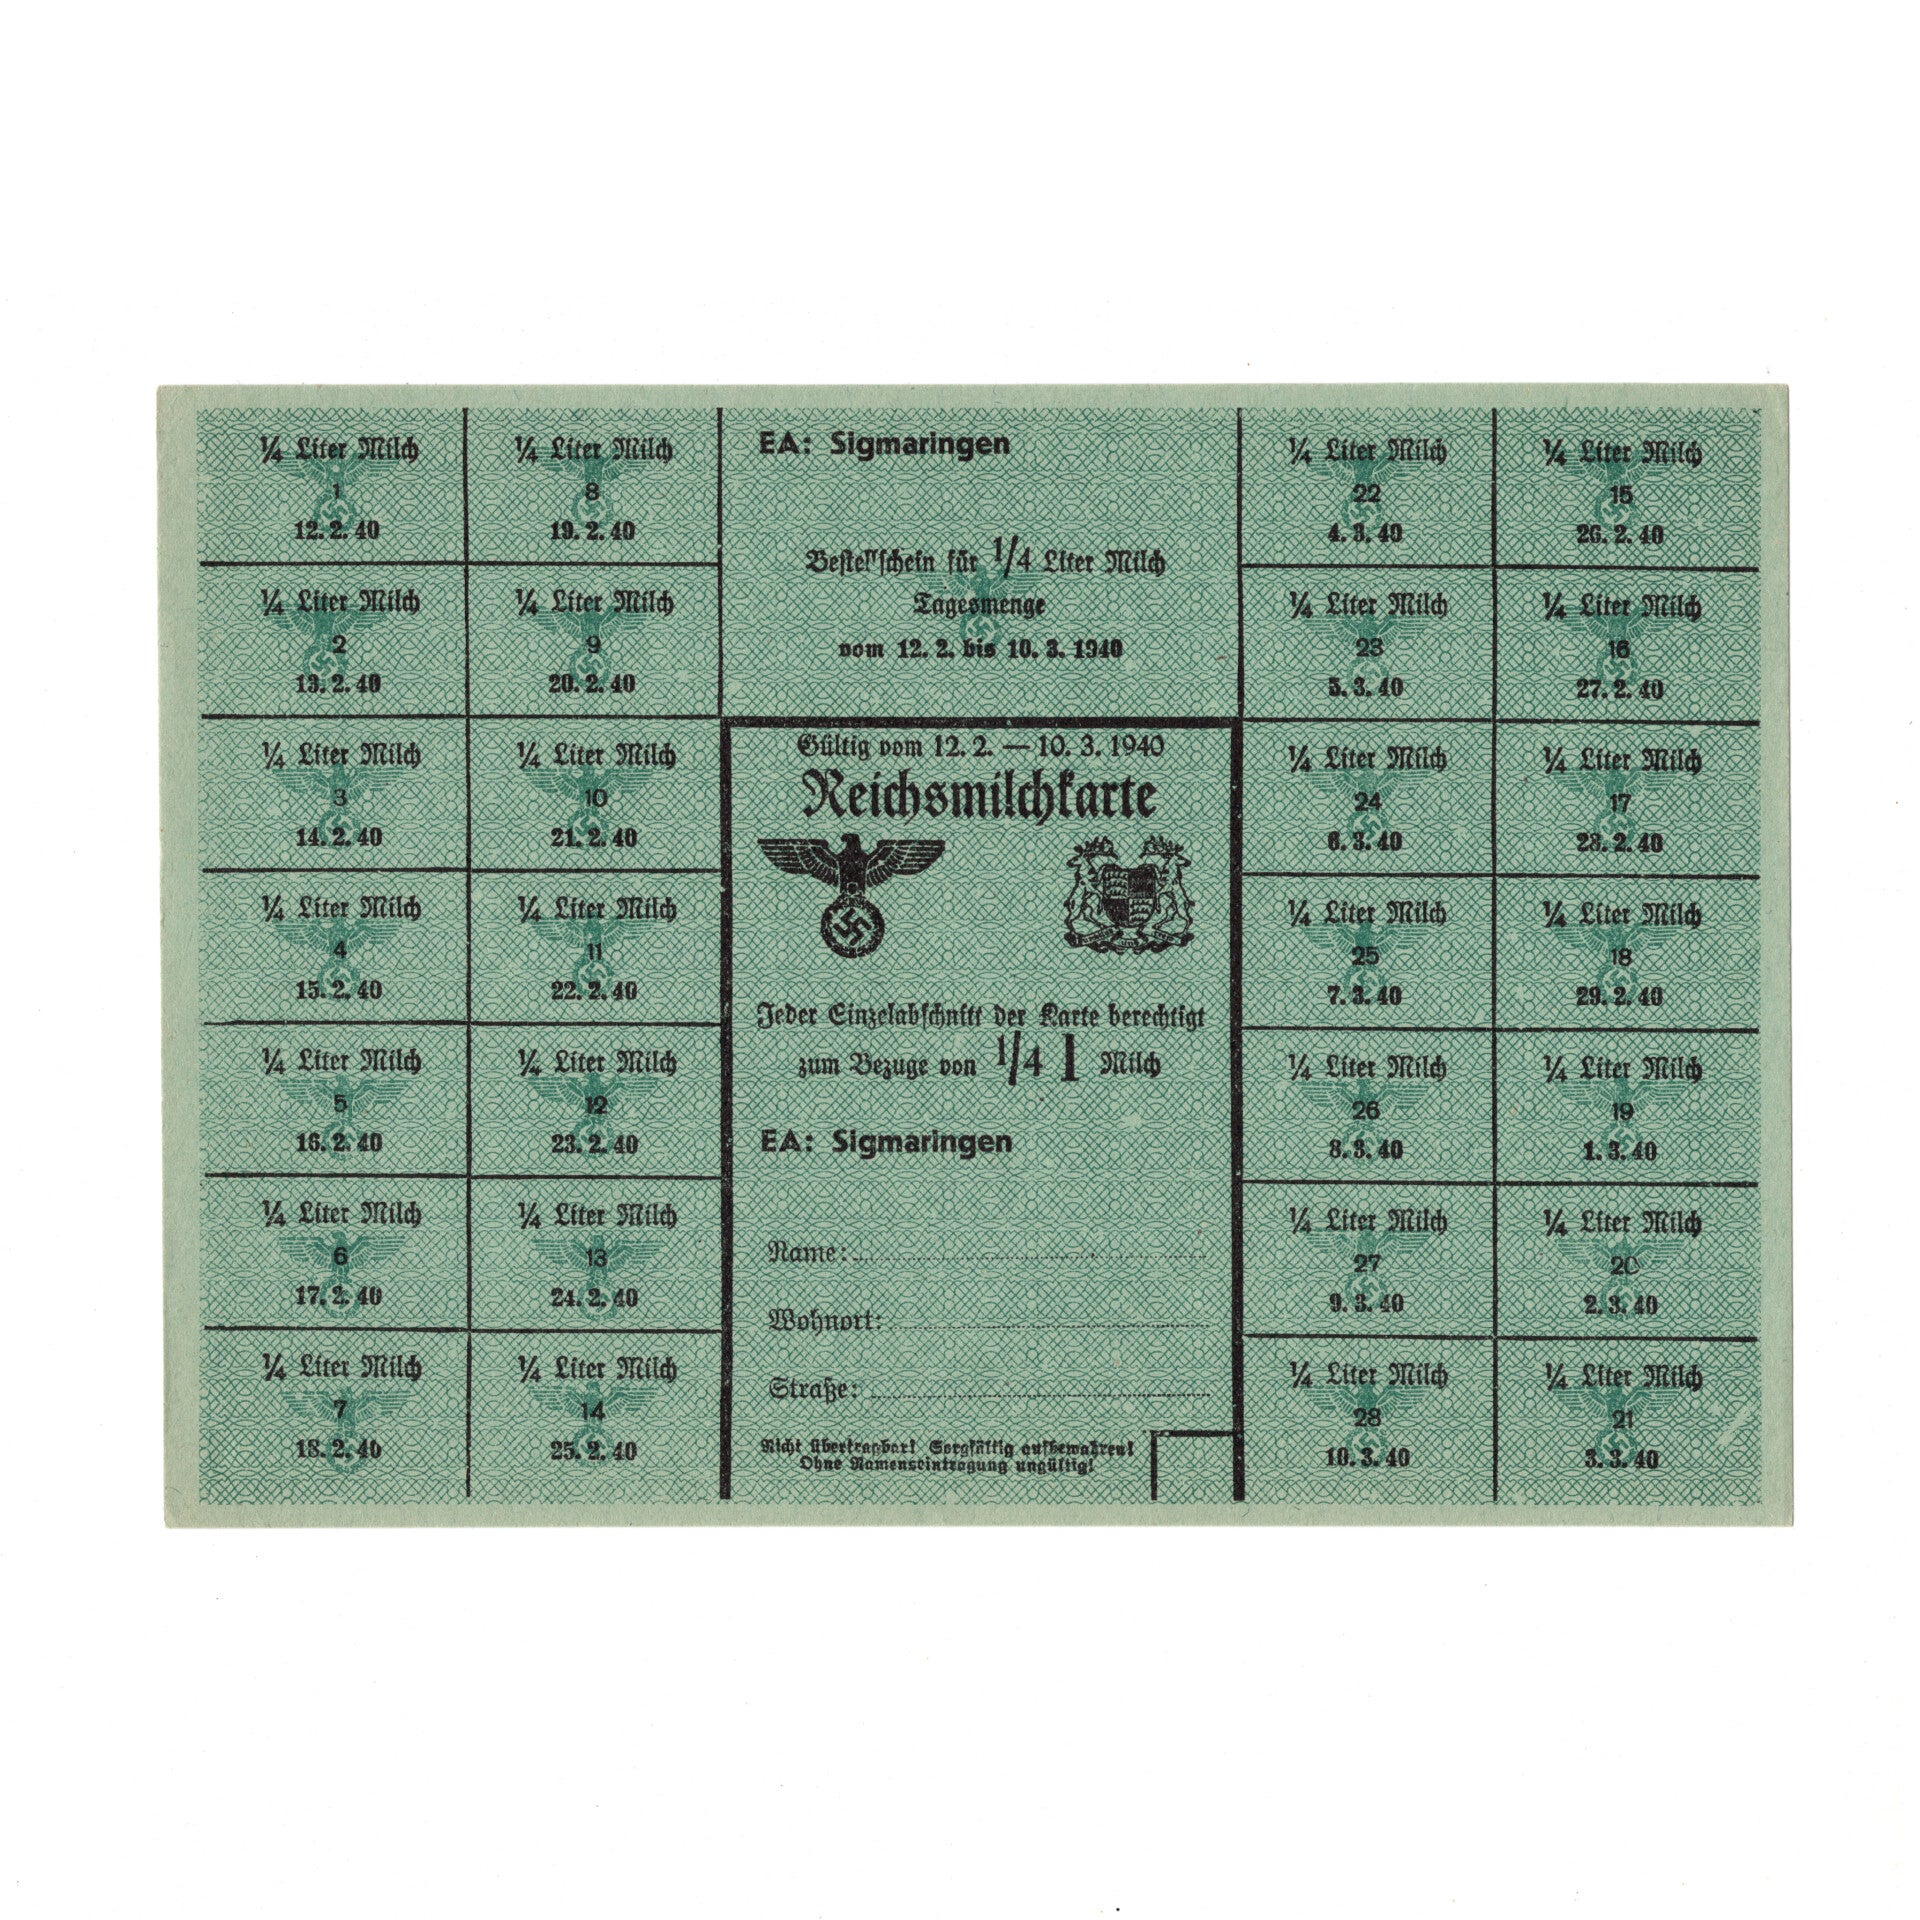 1/4 Liter Milch
1
12. 2. 40
1/4 Liter Milch
2
13. 2. 40
1/4 Liter Milch
3
14. 2. 40
1/4 Liter Milch
4
15. 2. 40
1/4 Liter Milch
5
16. 2. 40
1/4 Liter Milch
6
17. 2. 40
1/4 Liter Milch
7
18. 2. 40
1/4 Liter Milch
8
19. 2. 40
1/4 Liter Milch
9
20. 2. 40
1/4 Liter Milch
10
21. 2. 40
1/4 Liter Milch
11
22. 2. 40
1/4 Liter Milch
12
23. 2. 40
1/4 Liter Milch
13
24. 2. 40
1/4 Liter Milch
14
25. 2. 40
EA: Sigmaringen
Bestellschein für 1/4 Liter Milch
Tagesmenge
vom 12. 2. bis 10. 3. 1940
Gültig vom 12. 2. — 10. 3. 1940
Reichsmilchkarte
Jeder Einzelabschnitt der Karte berechtigt
zum Bezuge von 1/4 l Milch
EA: Sigmaringen
Name:
Wohnort:
Straße:
Nicht übertragbar! Sorgfältig aufbewahren!
Ohne Namenseintragung ungültig!
1/4 Liter Milch
22
4. 3. 40
1/4 Liter Milch
23
5. 3. 40
1/4 Liter Milch
24
6. 3. 40
1/4 Liter Milch
25
7. 3. 40
1/4 Liter Milch
26
8. 3. 40
1/4 Liter Milch
27
9. 3. 40
1/4 Liter Milch
28
10. 3. 40
1/4 Liter Milch
15
26. 2. 40
1/4 Liter Milch
16
27. 2. 40
1/4 Liter Milch
17
28. 2. 40
1/4 Liter Milch
18
29. 2. 40
1/4 Liter Milch
19
1. 3. 40
1/4 Liter Milch
20
2. 3. 40
1/4 Liter Milch
21
3. 3. 40